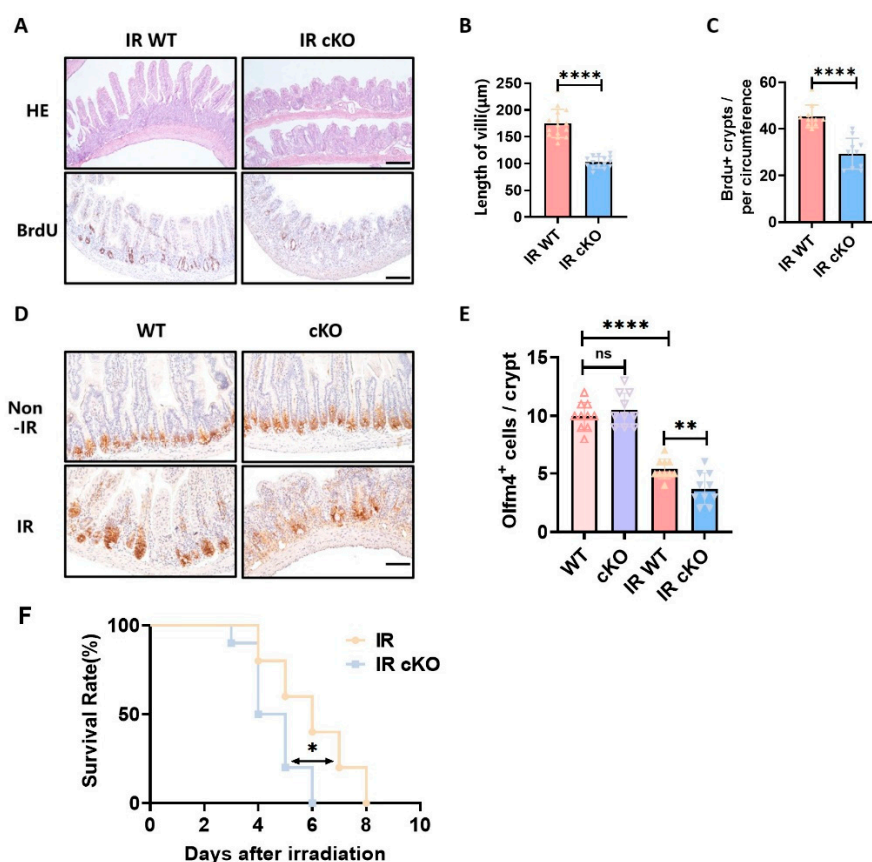 A
IR WT
IR cKO
HE
BrdU
B
****
Length of villi(μm)
250
200
150
100
50
0
IR WT
IR cKO
C
****
Brdu+ crypts /
per circumference
60
40
20
0
IR WT
IR cKO
D
WT
cKO
Non
-IR
IR
E
****
ns
**
Olfm4+ cells / crypt
15
10
5
0
WT
cKO
IR WT
IR cKO
F
Survival Rate(%)
100
50
0
IR
IR cKO
*
0 2 4 6 8 10
Days after irradiation